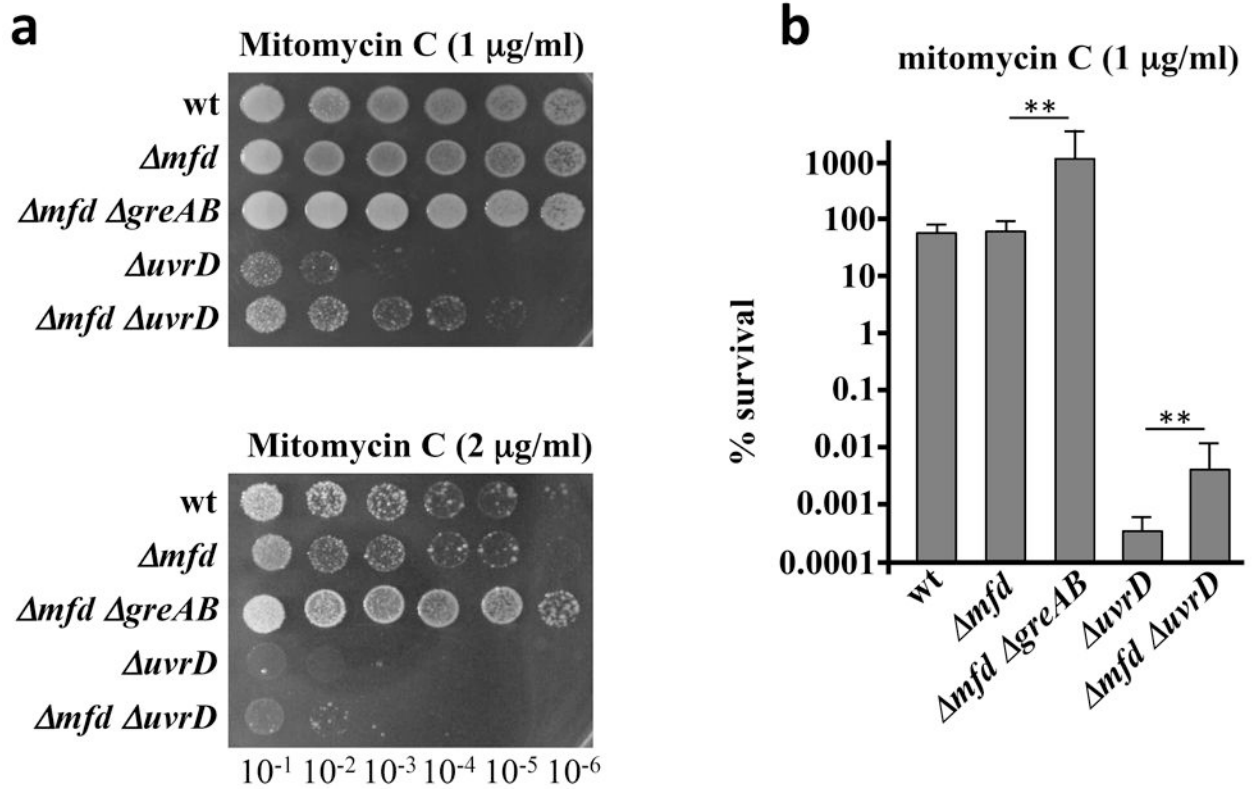 a
Mitomycin C (1 µg/ml)
wt
Δmfd
Δmfd ΔgreAB
ΔuvrD
Δmfd ΔuvrD
Mitomycin C (2 µg/ml)
wt
Δmfd
Δmfd ΔgreAB
ΔuvrD
Δmfd ΔuvrD
10⁻¹ 10⁻² 10⁻³ 10⁻⁴ 10⁻⁵ 10⁻⁶
b
mitomycin C (1 µg/ml)
% survival
1000
100
10
1
0.1
0.01
0.001
0.0001
**
**
wt
Δmfd
Δmfd ΔgreAB
ΔuvrD
Δmfd ΔuvrD